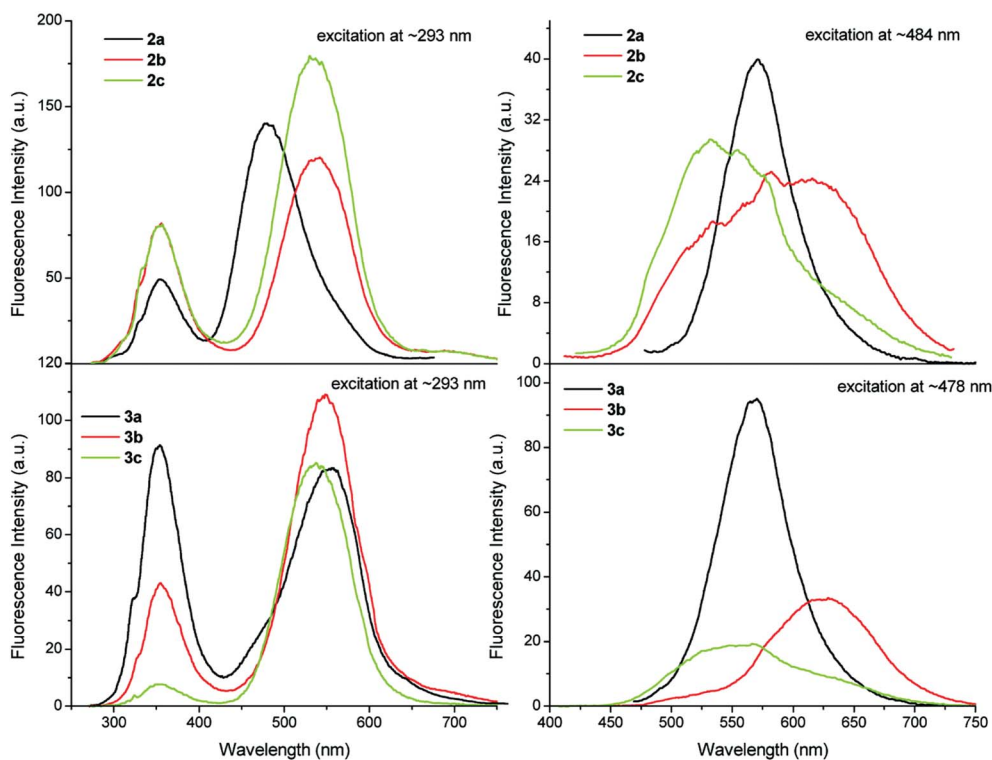 200
150
100
50
120
Fluorescence Intensity (a.u.)
2a
2b
2c
excitation at ~293 nm
40
32
24
16
8
0
Fluorescence Intensity (a.u.)
2a
2b
2c
excitation at ~484 nm
100
80
60
40
20
0
Fluorescence Intensity (a.u.)
3a
3b
3c
excitation at ~293 nm
300 400 500 600 700
Wavelength (nm)
100
80
60
40
20
0
Fluorescence Intensity (a.u.)
3a
3b
3c
excitation at ~478 nm
400 450 500 550 600 650 700 750
Wavelength (nm)